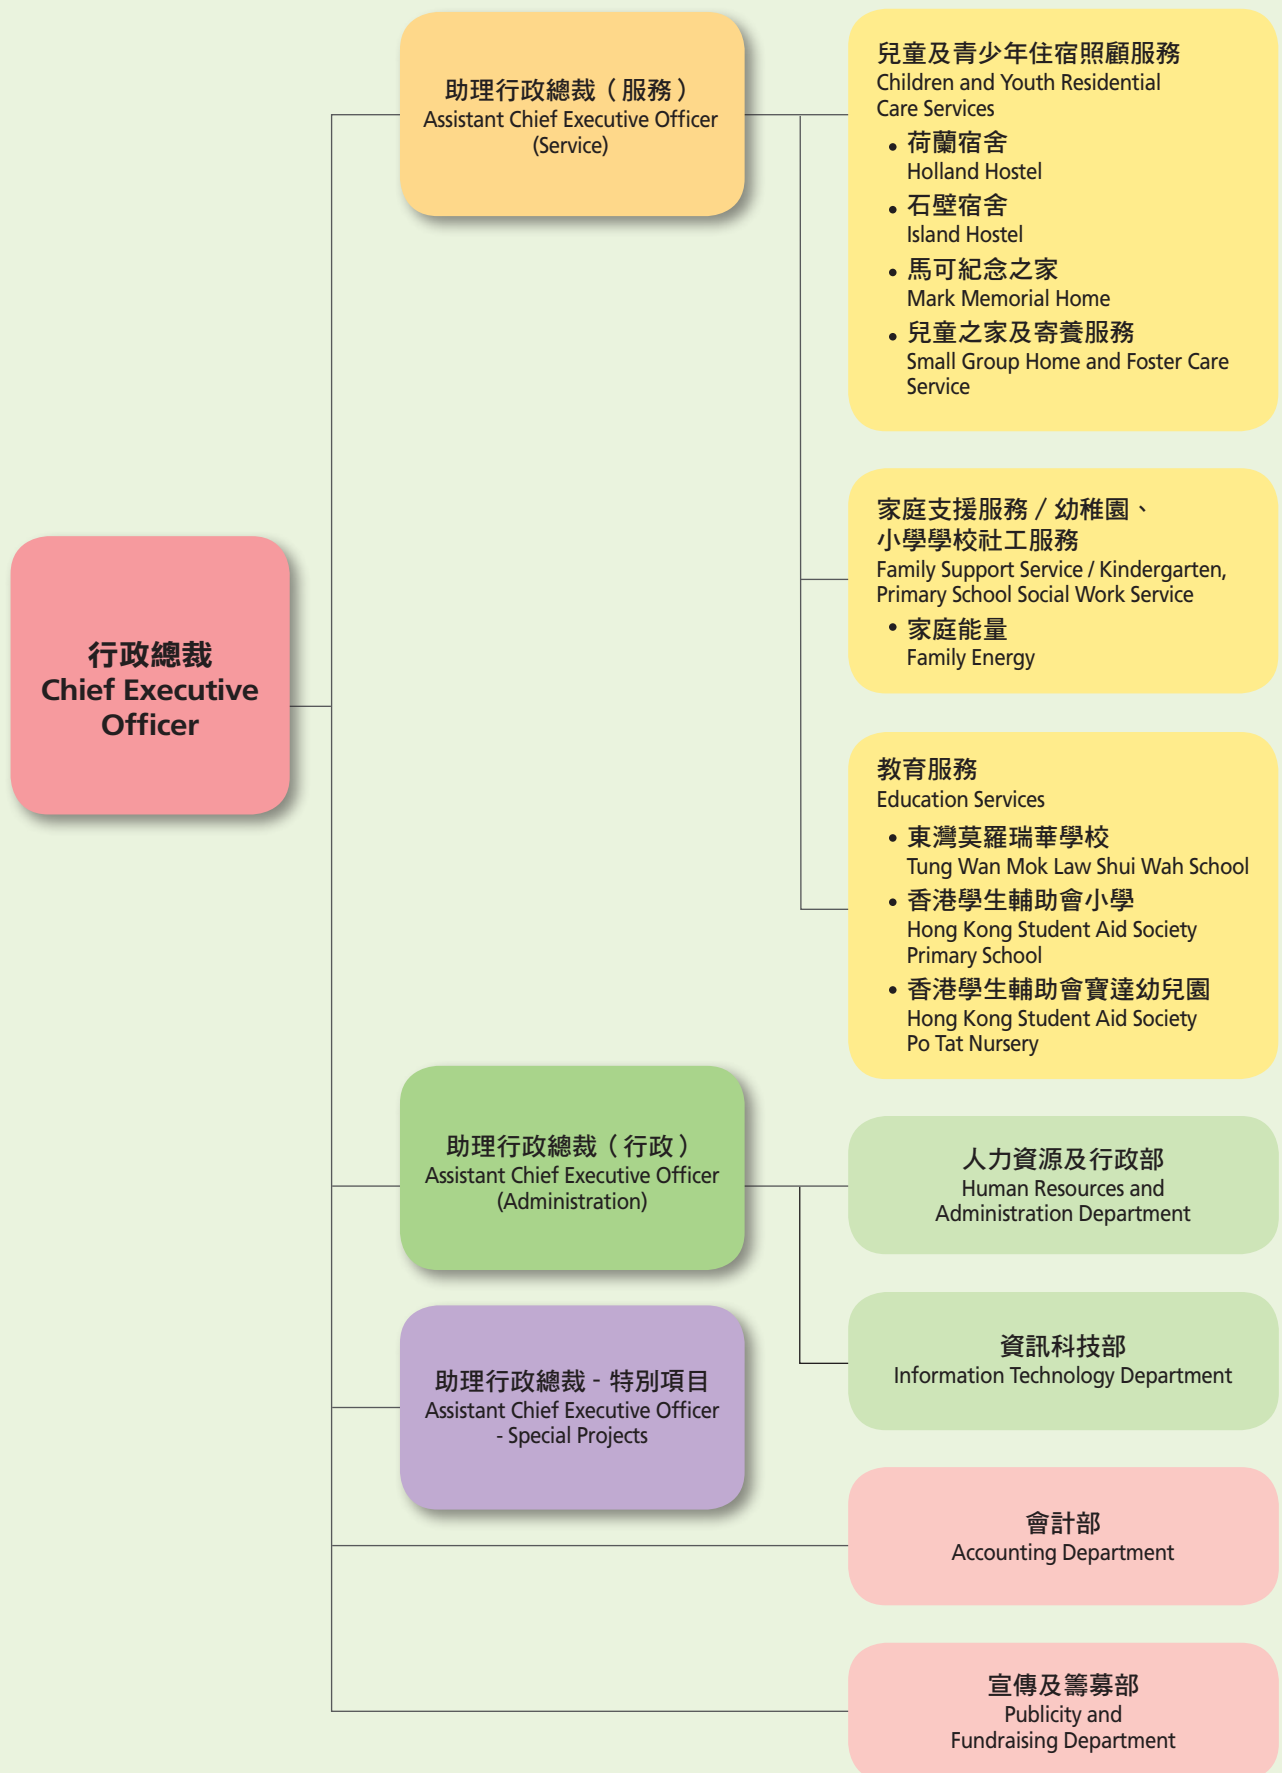 助理行政總裁（服務）
Assistant Chief Executive Officer
(Service)
兒童及青少年住宿照顧服務
Children and Youth Residential
Care Services
• 荷蘭宿舍
Holland Hostel
• 石壁宿舍
Island Hostel
• 馬可紀念之家
Mark Memorial Home
• 兒童之家及寄養服務
Small Group Home and Foster Care
Service
家庭支援服務 / 幼稚園、
小學學校社工服務
Family Support Service / Kindergarten,
Primary School Social Work Service
• 家庭能量
Family Energy
行政總裁
Chief Executive
Officer
教育服務
Education Services
• 東灣莫羅瑞華學校
Tung Wan Mok Law Shui Wah School
• 香港學生輔助會小學
Hong Kong Student Aid Society
Primary School
• 香港學生輔助會寶達幼兒園
Hong Kong Student Aid Society
Po Tat Nursery
助理行政總裁（行政）
Assistant Chief Executive Officer
(Administration)
人力資源及行政部
Human Resources and
Administration Department
資訊科技部
Information Technology Department
助理行政總裁 - 特別項目
Assistant Chief Executive Officer
- Special Projects
會計部
Accounting Department
宣傳及籌募部
Publicity and
Fundraising Department